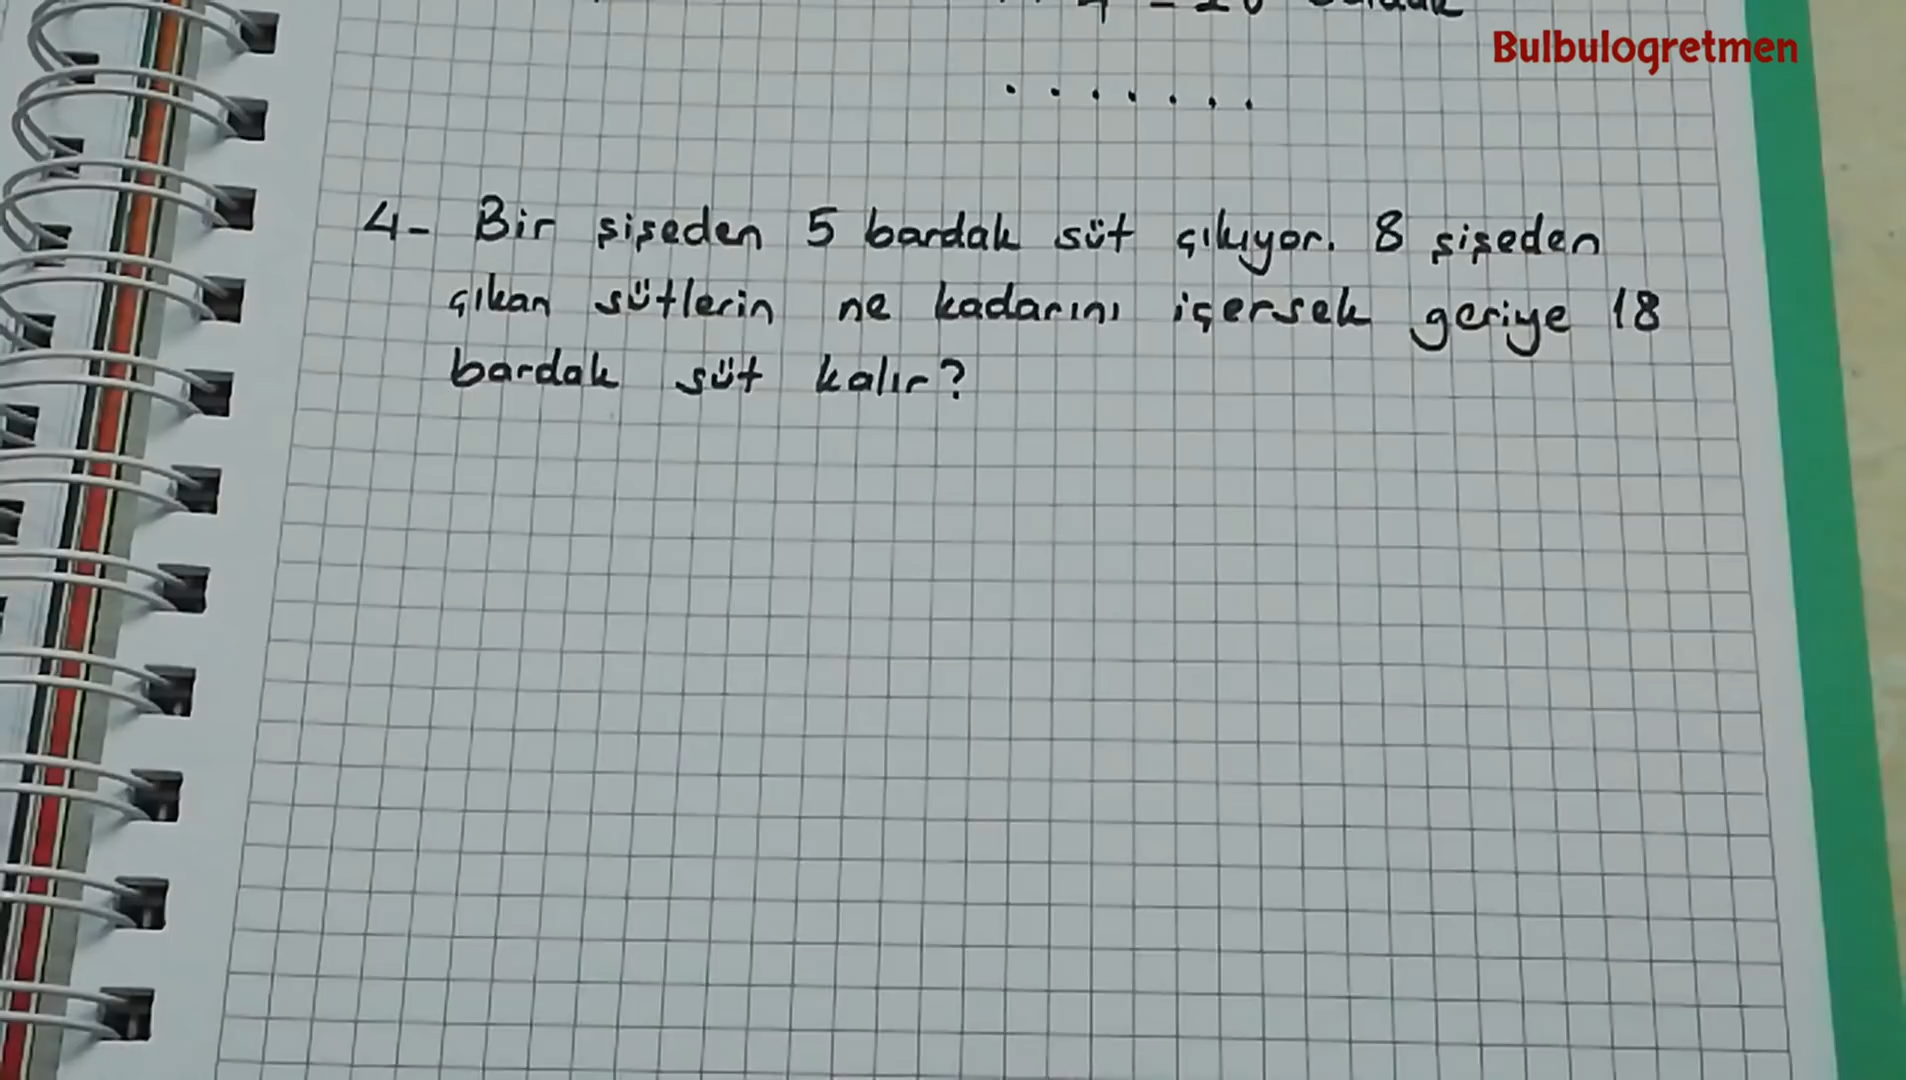 Bulbulogretmen
4- Bir şişeden 5 bardak süt çıkıyor. 8 şişeden
çıkan sütlerin ne kadarını içersek geriye 18
bardak süt kalır?